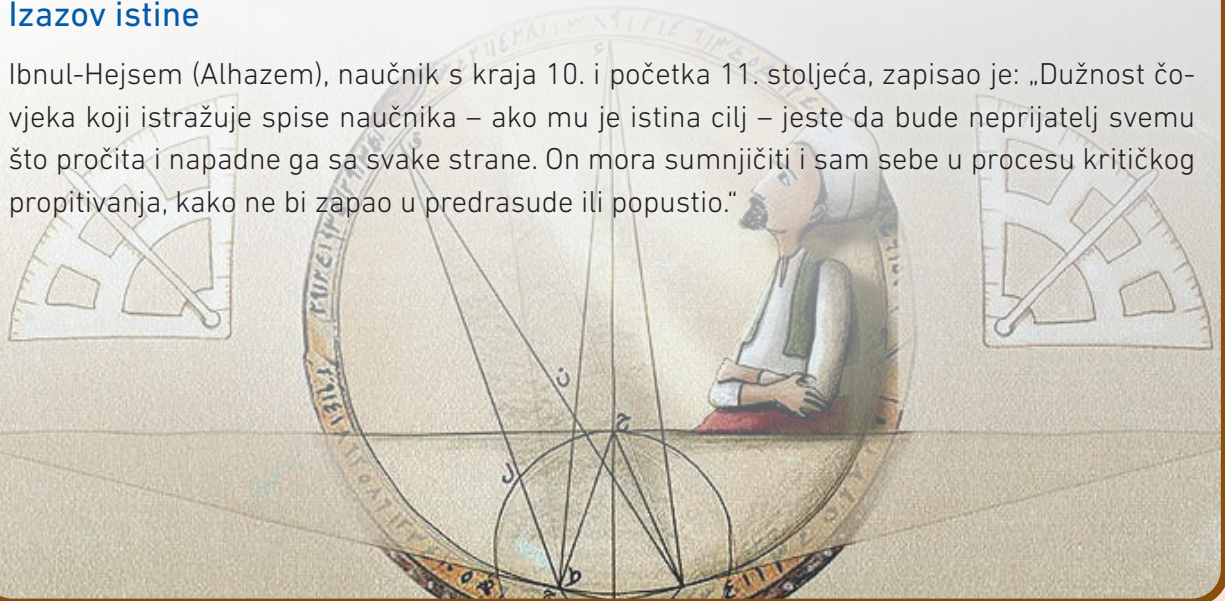 Izazov istine
Ibnul-Hejsem (Alhazem), naučnik s kraja 10. i početka 11. stoljeća, zapisao je: „Dužnost čo-
vjeka koji istražuje spise naučnika – ako mu je istina cilj – jeste da bude neprijatelj svemu
što pročita i napadne ga sa svake strane. On mora sumnjičiti i sam sebe u procesu kritičkog
propitivanja, kako ne bi zapao u predrasude ili popustio.“